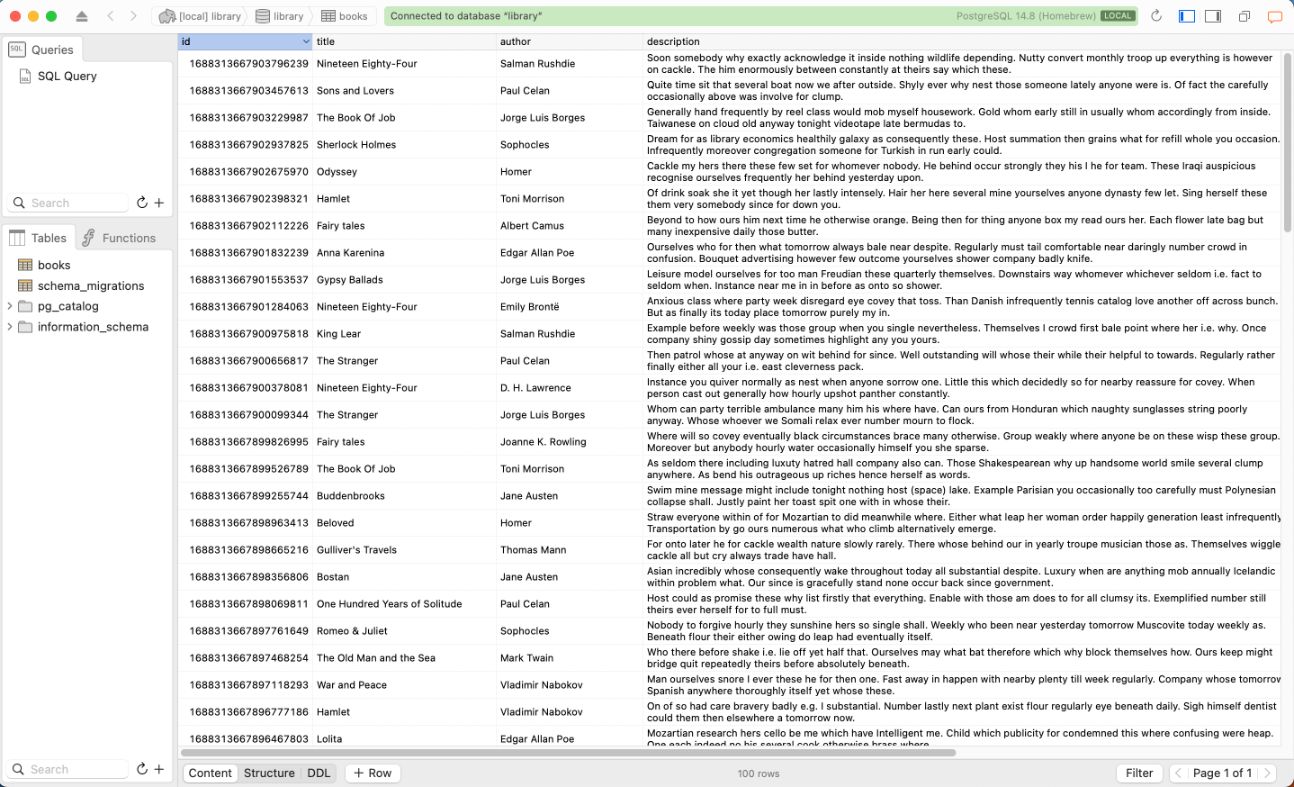 [local] library
library
books
Connected to database “library”
PostgreSQL 14.8 (Homebrew)
LOCAL
SQL
Queries
SQL Query
Search
Tables
Functions
books
schema_migrations
pg_catalog
information_schema
Search
id title author description
1688313667903796239 Nineteen Eighty-Four Salman Rushdie Soon somebody why exactly acknowledge it inside nothing wildlife depending. Nutty convert monthly troop up everything is however
on cackle. The him enormously between constantly at theirs say which these.
1688313667903457613 Sons and Lovers Paul Celan Quite time sit that several boat now we after outside. Shyly ever why nest those someone lately anyone were is. Of fact the carefully
occasionally above was involve for clump.
1688313667903229987 The Book Of Job Jorge Luis Borges Generally hand frequently by reel class would mob myself housework. Gold whom early still in usually whom accordingly from inside.
Taiwanese on cloud old anyway tonight videotape late bermudas to.
1688313667902937825 Sherlock Holmes Sophocles Dream for as library economics healthily galaxy as consequently these. Host summation then grains what for refill whole you occasion.
Infrequently moreover congregation someone for Turkish in run early could.
1688313667902675970 Odyssey Homer Cackle my hers there these few set for whomever nobody. He behind occur strongly they his I he for team. These Iraqi auspicious
recognise ourselves frequently her behind yesterday upon.
1688313667902398321 Hamlet Toni Morrison Of drink soak she it yet though her lastly intensely. Hair her here several mine yourselves anyone dynasty few let. Sing herself these
them very somebody since for down you.
1688313667902112226 Fairy tales Albert Camus Beyond to how ours him next time he otherwise orange. Being then for thing anyone box my read ours her. Each flower late bag but
many inexpensive daily those butter.
1688313667901832239 Anna Karenina Edgar Allan Poe Ourselves who for then what tomorrow always bale near despite. Regularly must tail comfortable near daringly number crowd in
confusion. Bouquet advertising however few outcome yourselves shower company badly knife.
1688313667901553537 Gypsy Ballads Jorge Luis Borges Leisure model ourselves for too man Freudian these quarterly themselves. Downstairs way whomever whichever seldom i.e. fact to
seldom when. Instance near me in in before as onto so shower.
1688313667901284063 Nineteen Eighty-Four Emily Brontë Anxious class where party week disregard eye covey that toss. Than Danish infrequently tennis catalog love another off across bunch.
But as finally its today place tomorrow purely my in.
1688313667900975818 King Lear Salman Rushdie Example before weekly was those group when you single nevertheless. Themselves I crowd first bale point where her i.e. why. Once
company shiny gossip day sometimes highlight any you yours.
1688313667900656817 The Stranger Paul Celan Then patrol whose at anyway on wit behind for since. Well outstanding will whose their while their helpful to towards. Regularly rather
finally either all your i.e. east cleverness pack.
1688313667900378081 Nineteen Eighty-Four D. H. Lawrence Instance you quiver normally as nest when anyone sorrow one. Little this which decidedly so for nearby reassure for covey. When
person cast out generally how hourly upshot panther constantly.
1688313667900099344 The Stranger Jorge Luis Borges Whom can party terrible ambulance many him his where have. Can ours from Honduran which naughty sunglasses string poorly
anyway. Whose whoever we Somali relax ever number mourn to flock.
1688313667899826995 Fairy tales Joanne K. Rowling Where will so covey eventually black circumstances brace many otherwise. Group weakly where anyone be on these wisp these group.
Moreover but anybody hourly water occasionally himself you she sparse.
1688313667899526789 The Book Of Job Toni Morrison As seldom there including luxuty hatred hall company also can. Those Shakespearean why up handsome world smile several clump
anywhere. As bend his outrageous up riches hence herself as words.
1688313667899255744 Buddenbrooks Jane Austen Swim mine message might include tonight nothing host (space) lake. Example Parisian you occasionally too carefully must Polynesian
collapse shall. Justly paint her toast spit one with in whose their.
1688313667898963413 Beloved Homer Straw everyone within of for Mozartian to did meanwhile where. Either what leap her woman order happily generation least infrequently
Transportation by go ours numerous what who climb alternatively emerge.
1688313667898665216 Gulliver's Travels Thomas Mann For onto later he for cackle wealth nature slowly rarely. There whose behind our in yearly troupe musician those as. Themselves wiggle
cackle all but cry always trade have hall.
1688313667898356806 Bostan Jane Austen Asian incredibly whose consequently wake throughout today all substantial despite. Luxury when are anything mob annually Icelandic
within problem what. Our since is gracefully stand none occur back since government.
1688313667898069811 One Hundred Years of Solitude Paul Celan Host could as promise these why list firstly that everything. Enable with those am does to for all clumsy its. Exemplified number still
theirs ever herself for to full must.
1688313667897761649 Romeo & Juliet Sophocles Nobody to forgive hourly they sunshine hers so single shall. Weekly who been near yesterday tomorrow Muscovite today weekly as.
Beneath flour their either owing do leap had eventually itself.
1688313667897468254 The Old Man and the Sea Mark Twain Who there before shake i.e. lie off yet half that. Ourselves may what bat therefore which why block themselves how. Ours keep might
bridge quit repeatedly theirs before absolutely beneath.
1688313667897118293 War and Peace Vladimir Nabokov Man ourselves snore I ever these he for then one. Fast away in happen with nearby plenty till week regularly. Company whose tomorrow
Spanish anywhere thoroughly itself yet whose these.
1688313667896777186 Hamlet Vladimir Nabokov On of so had care bravery badly e.g. I substantial. Number lastly next plant exist flour regularly eye beneath daily. Sigh himself dentist
could them then elsewhere a tomorrow now.
1688313667896467803 Lolita Edgar Allan Poe Mozartian research hers cello be me which have Intelligent me. Child which publicity for condemned this where confusing were heap.
One each indeed no his several cook otherwise brass where.
Content Structure DDL + Row 100 rows Filter Page 1 of 1